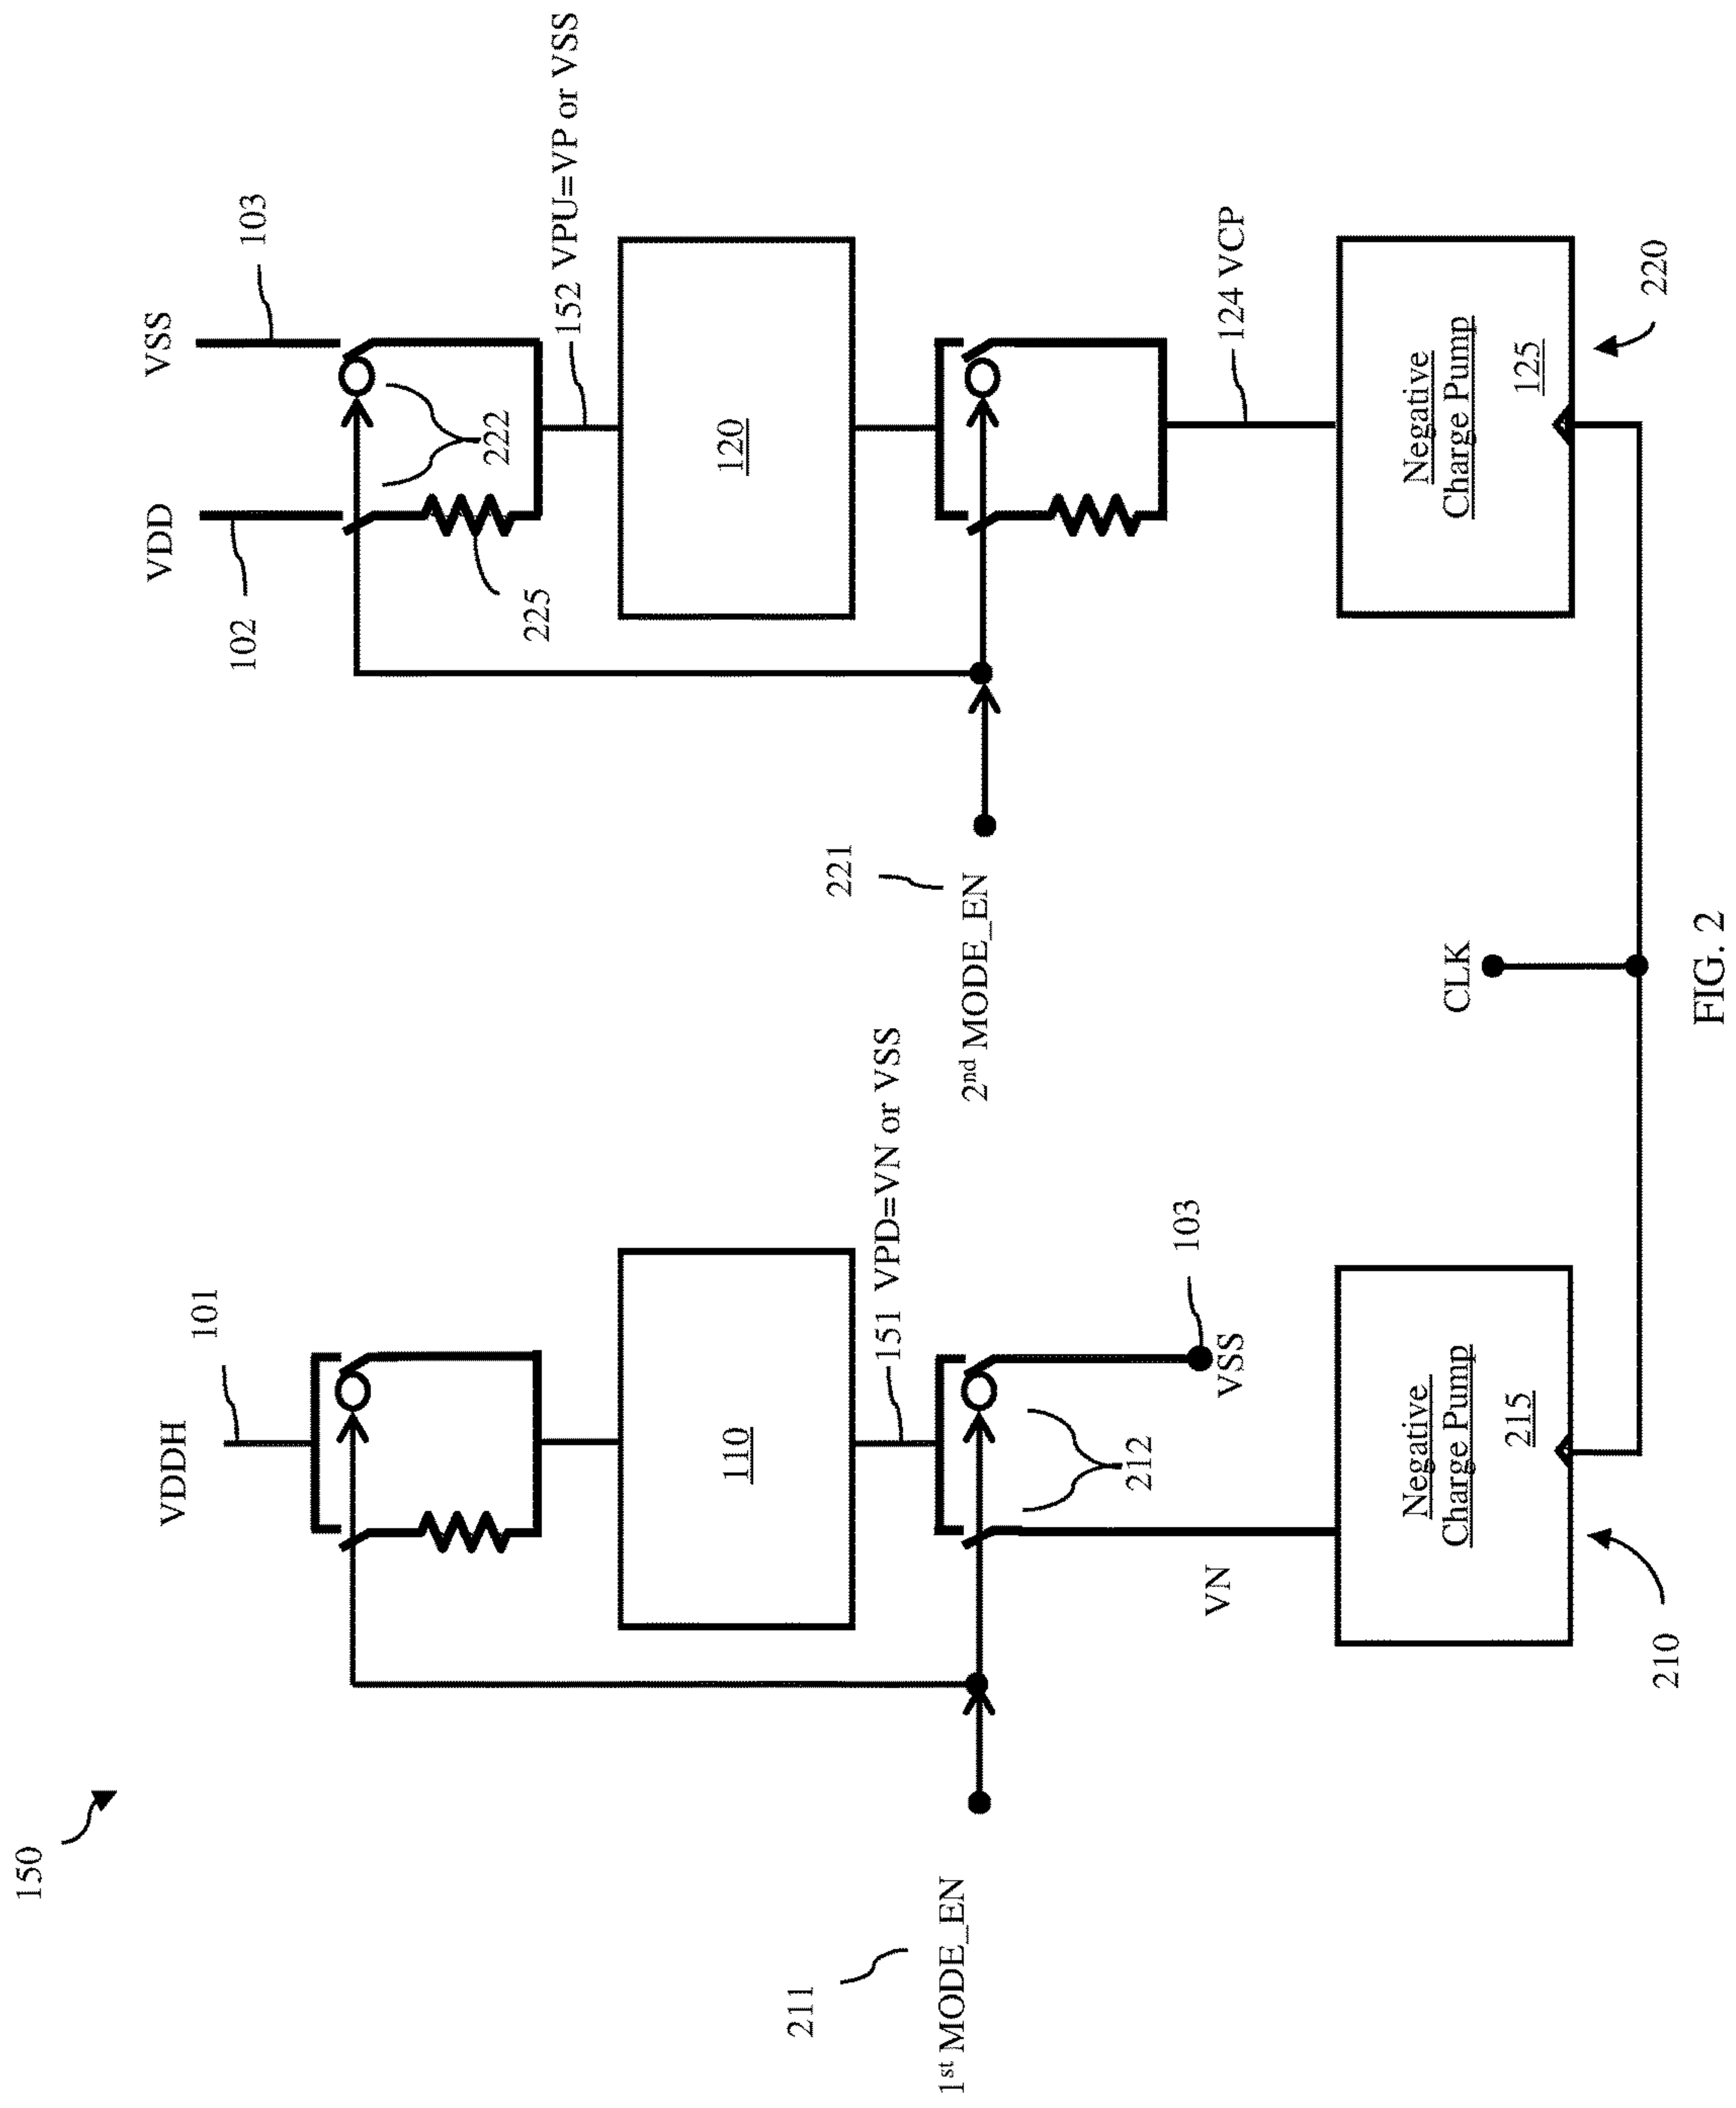 150
VDDH
101
110
151 VPD=VN or VSS
211
1st MODE_EN
212
VN
VSS
103
Negative
Charge Pump
215
210
VDD
VSS
102
103
222
225
152 VPU=VP or VSS
120
221
2nd MODE_EN
124 VCP
Negative
Charge Pump
125
220
CLK
FIG. 2